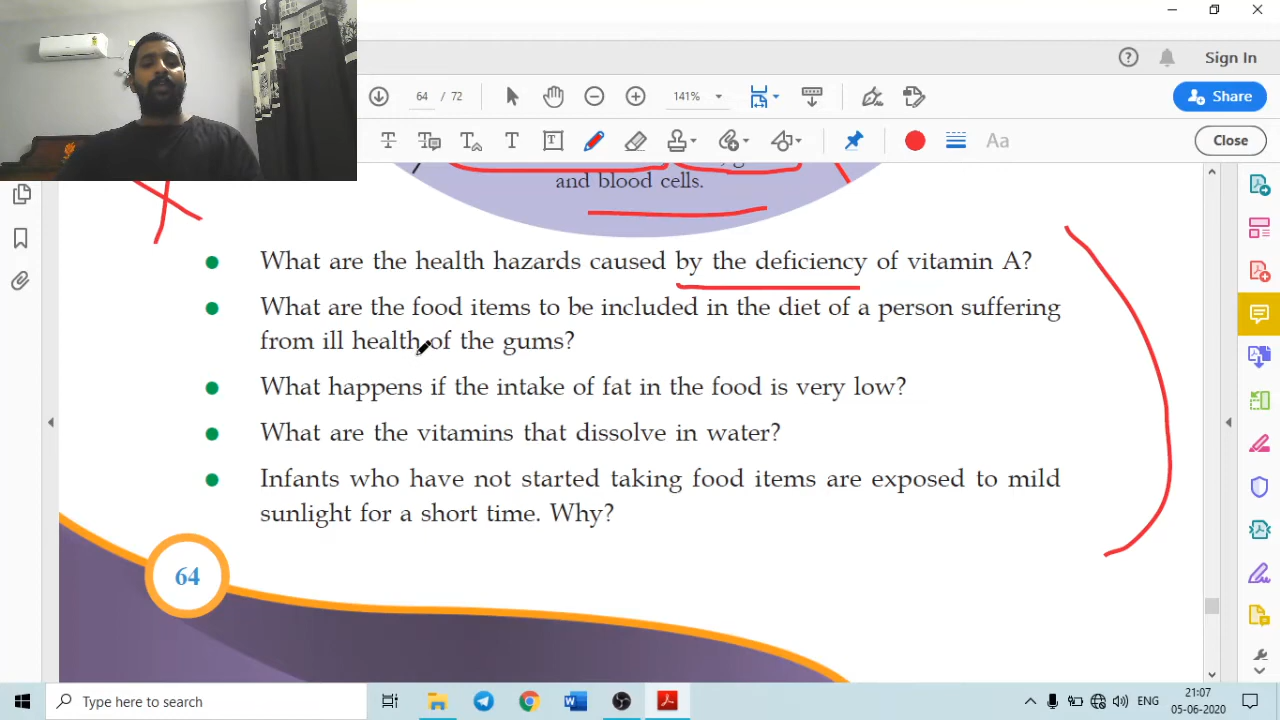 ? Sign In
64 / 72 141% Share
T T T T Aa Close
and blood cells.
What are the health hazards caused by the deficiency of vitamin A?
What are the food items to be included in the diet of a person suffering
from ill health of the gums?
What happens if the intake of fat in the food is very low?
What are the vitamins that dissolve in water?
Infants who have not started taking food items are exposed to mild
sunlight for a short time. Why?
64
Type here to search
ENG
21:07
05-06-2020